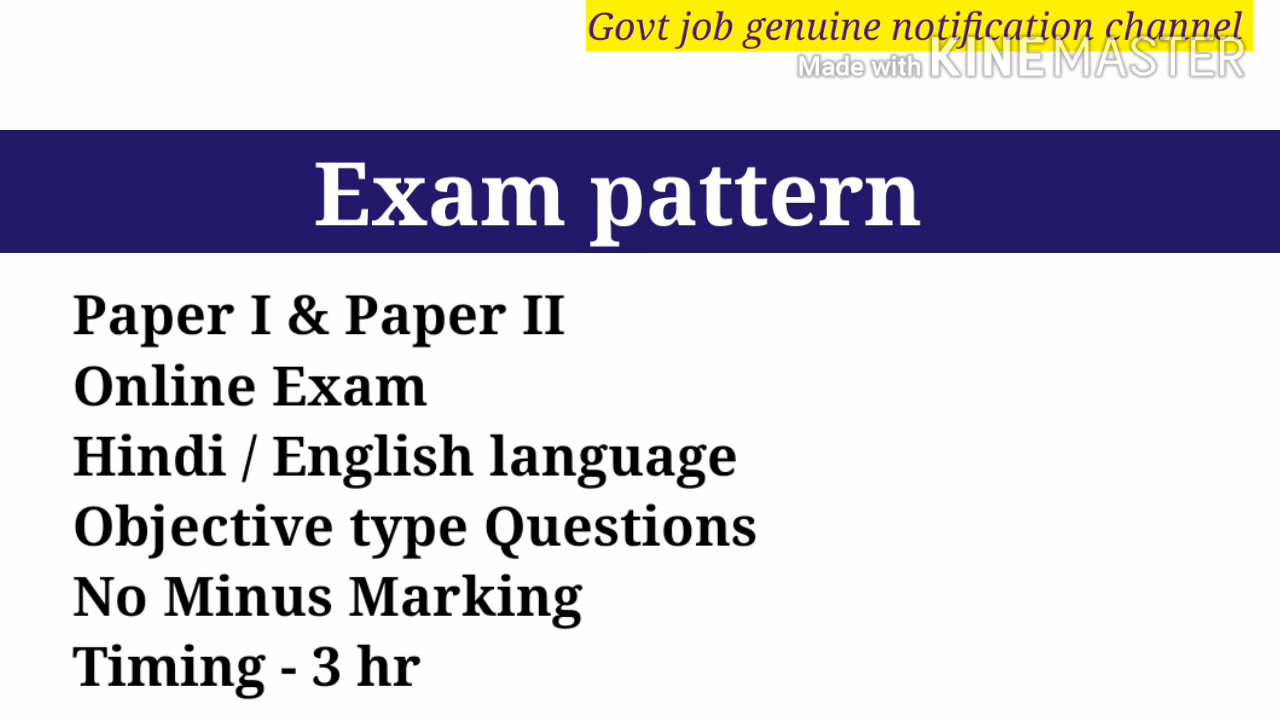 Govt job genuine notification channel
Made with KINEMASTER
Exam pattern
Paper I & Paper II
Online Exam
Hindi / English language
Objective type Questions
No Minus Marking
Timing - 3 hr